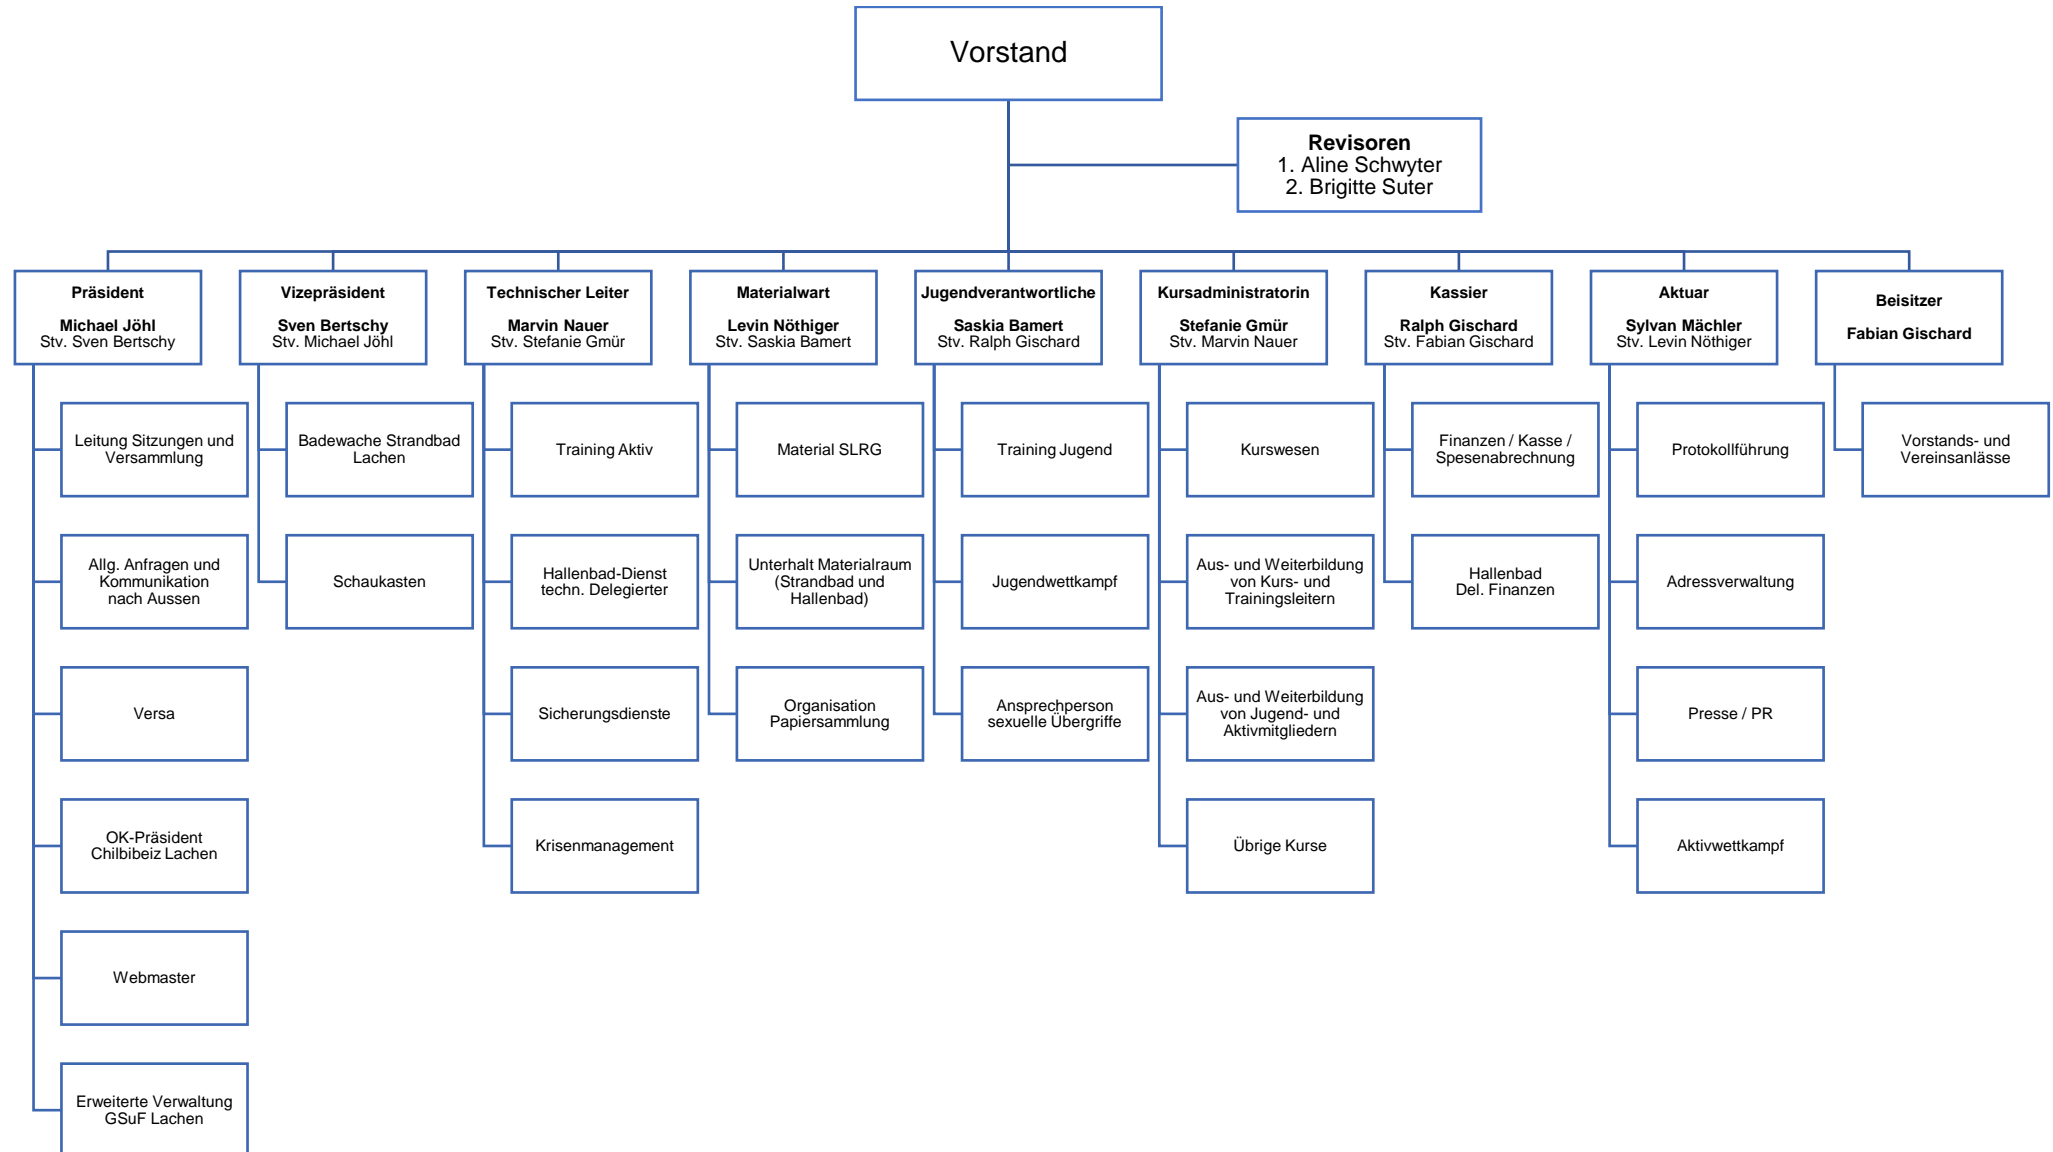 Vorstand
Revisoren
1. Aline Schwyter
2. Brigitte Suter
Präsident
Michael Jöhl
Stv. Sven Bertschy
Leitung Sitzungen und
Versammlung
Allg. Anfragen und
Kommunikation
nach Aussen
Versa
OK-Präsident
Chilbibeiz Lachen
Webmaster
Erweiterte Verwaltung
GSuF Lachen
Vizepräsident
Sven Bertschy
Stv. Michael Jöhl
Badewache Strandbad
Lachen
Schaukasten
Technischer Leiter
Marvin Nauer
Stv. Stefanie Gmür
Training Aktiv
Hallenbad-Dienst
techn. Delegierter
Sicherungsdienste
Krisenmanagement
Materialwart
Levin Nöthiger
Stv. Saskia Bamert
Material SLRG
Unterhalt Materialraum
(Strandbad und
Hallenbad)
Organisation
Papiersammlung
Jugendverantwortliche
Saskia Bamert
Stv. Ralph Gischard
Training Jugend
Jugendwettkampf
Ansprechperson
sexuelle Übergriffe
Kursadministratorin
Stefanie Gmür
Stv. Marvin Nauer
Kurswesen
Aus- und Weiterbildung
von Kurs- und
Trainingsleitern
Aus- und Weiterbildung
von Jugend- und
Aktivmitgliedern
Übrige Kurse
Kassier
Ralph Gischard
Stv. Fabian Gischard
Finanzen / Kasse /
Spesenabrechnung
Hallenbad
Del. Finanzen
Aktuar
Sylvan Mächler
Stv. Levin Nöthiger
Protokollführung
Adressverwaltung
Presse / PR
Aktivwettkampf
Beisitzer
Fabian Gischard
Vorstands- und
Vereinsanlässe